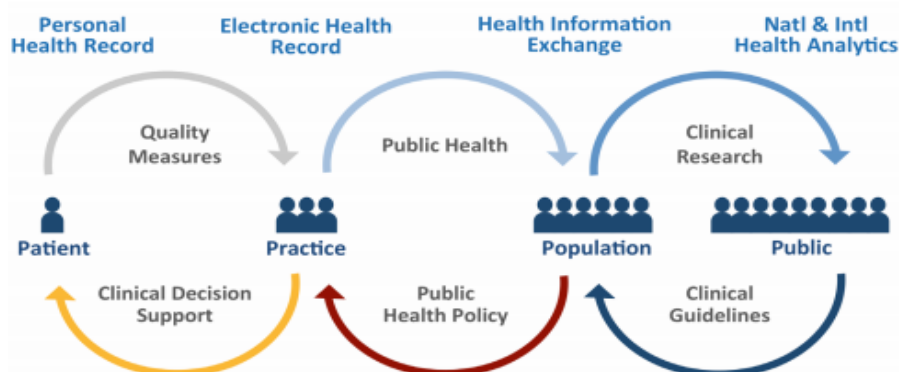 Personal
Health Record
Electronic Health
Record
Health Information
Exchange
Natl & Intl
Health Analytics
Quality
Measures
Public Health
Clinical
Research
Patient
Practice
Population
Public
Clinical Decision
Support
Public
Health Policy
Clinical
Guidelines